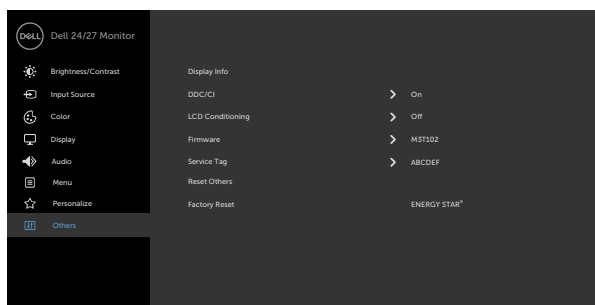 DELL Dell 24/27 Monitor
Brightness/Contrast Display Info
Input Source DDC/CI On
Color LCD Conditioning Off
Display Firmware M3T102
Audio Service Tag ABCDEF
Menu Reset Others
Personalize Factory Reset ENERGY STAR®
Others